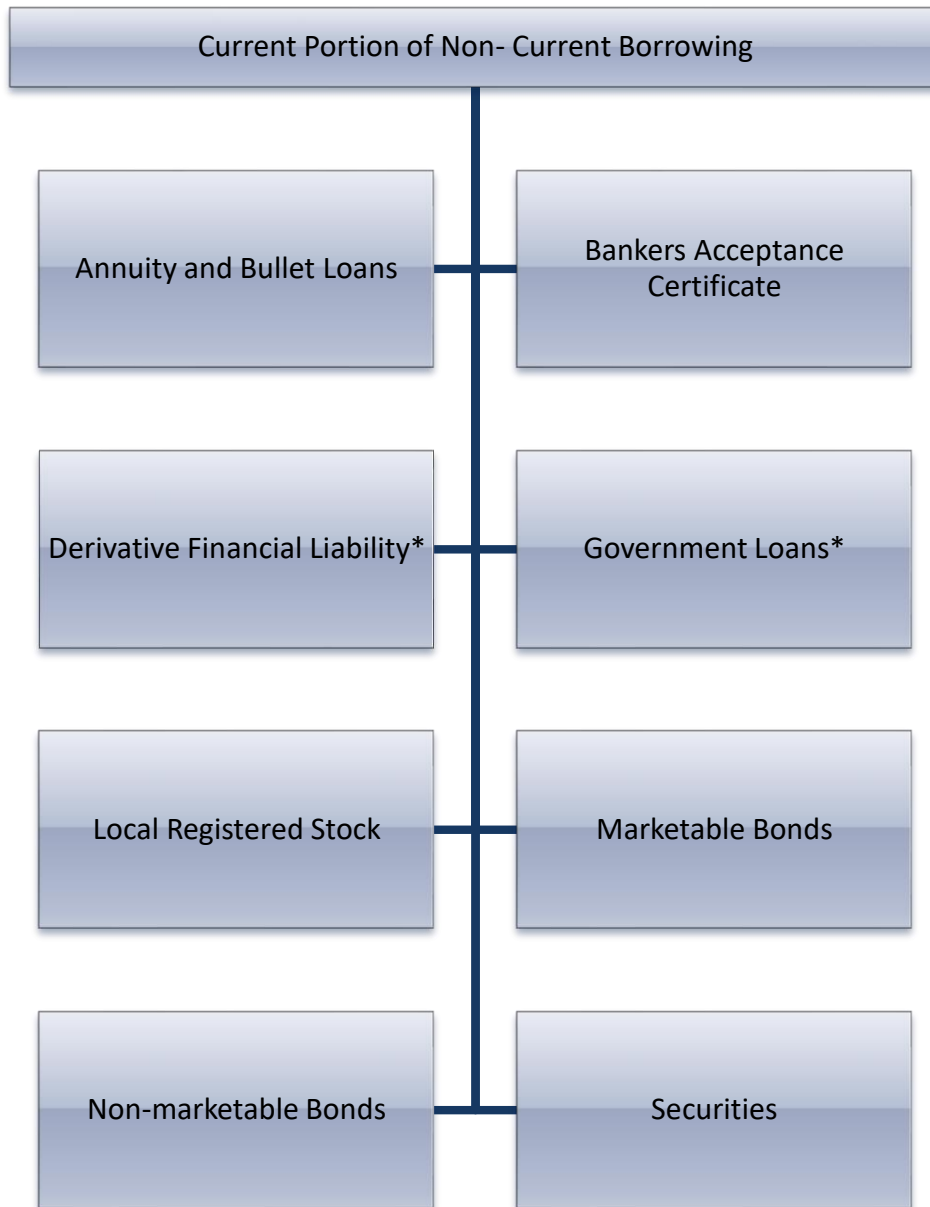 Current Portion of Non- Current Borrowing
Annuity and Bullet Loans
Bankers Acceptance
Certificate
Derivative Financial Liability*
Government Loans*
Local Registered Stock
Marketable Bonds
Non-marketable Bonds
Securities